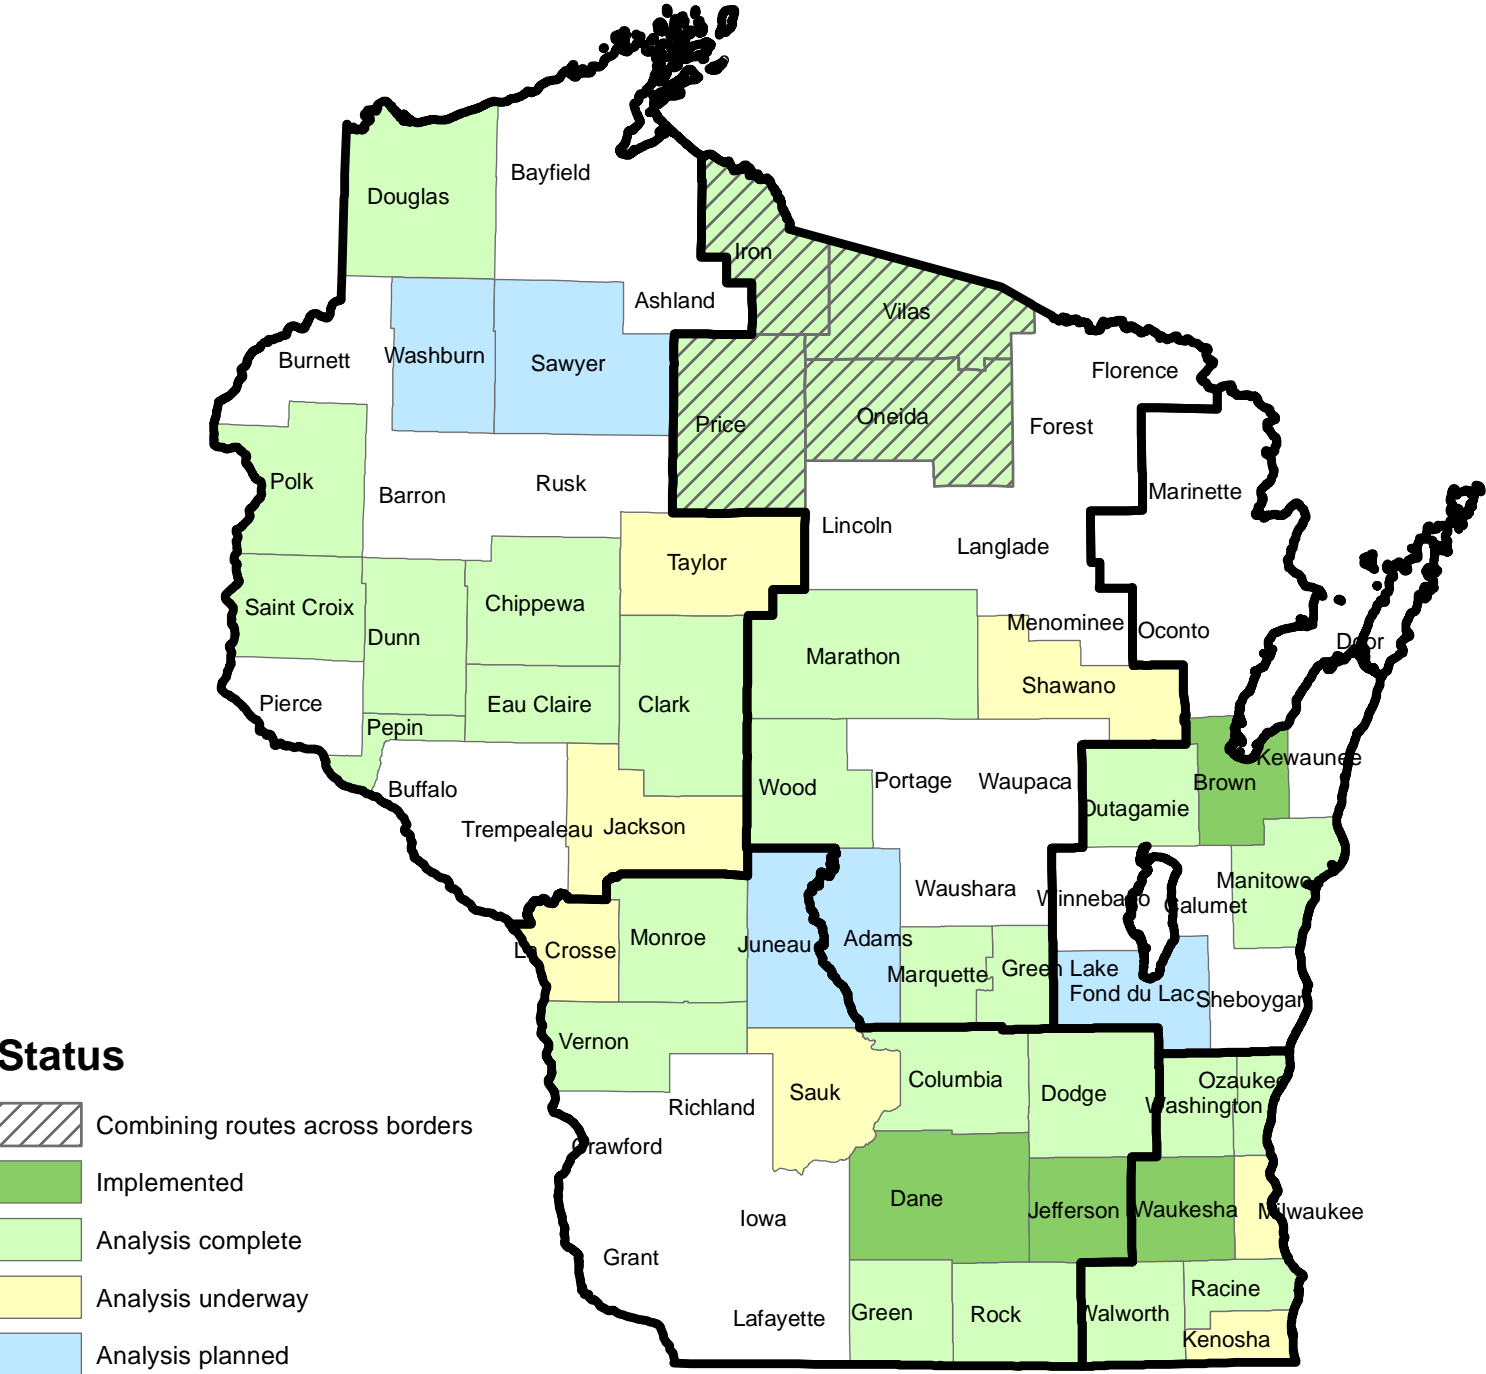 Douglas
Bayfield
Iron
Ashland
Vilas
Burnett
Washburn
Sawyer
Florence
Price
Oneida
Forest
Polk
Barron
Rusk
Marinette
Lincoln
Langlade
Taylor
Saint Croix
Chippewa
Dunn
Menominee
Oconto
Door
Marathon
Shawano
Pierce
Eau Claire
Clark
Pepin
Kewaunee
Buffalo
Wood
Portage
Waupaca
Brown
Outagamie
Trempealeau
Jackson
Waushara
Winnebago
Calumet
Manitowoc
La Crosse
Monroe
Juneau
Adams
Marquette
Green Lake
Fond du Lac
Sheboygan
Vernon
Sauk
Columbia
Dodge
Ozaukee
Washington
Richland
Crawford
Dane
Jefferson
Waukesha
Milwaukee
Iowa
Grant
Lafayette
Green
Rock
Walworth
Racine
Kenosha
Status
Combining routes across borders
Implemented
Analysis complete
Analysis underway
Analysis planned